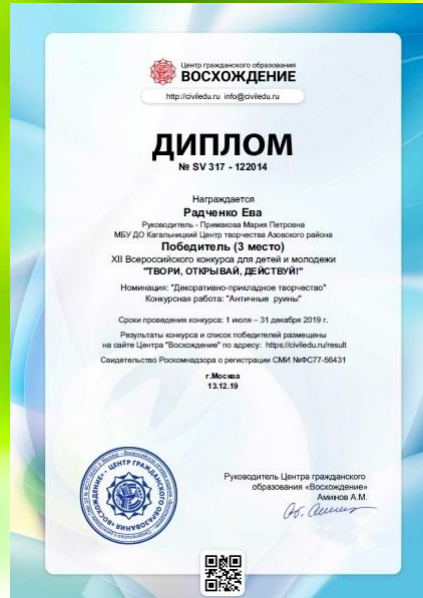 Центр гражданского образования
ВОСХОЖДЕНИЕ
http://civiledu.ru info@civiledu.ru
ДИПЛОМ
№ SV 317 - 122014
Награждается
Радченко Ева
Руководитель - Примакова Мария Петровна
МБУ ДО Кагальницкий Центр творчества Азовского района
Победитель (3 место)
XII Всероссийского конкурса для детей и молодежи
"ТВОРИ, ОТКРЫВАЙ, ДЕЙСТВУЙ!"
Номинация: "Декоративно-прикладное творчество"
Конкурсная работа: "Античные руины"
Сроки проведения конкурса: 1 июля – 31 декабря 2019 г.
Результаты конкурса и список победителей размещены
на сайте Центра "Восхождение" по адресу: https://civiledu.ru/result
Свидетельство Роскомнадзора о регистрации СМИ №ФС77-56431
г.Москва
13.12.19
Руководитель Центра гражданского
образования «Восхождение»
Аминов А.М.
ЦЕНТР ГРАЖДАНСКОГО ОБРАЗОВАНИЯ «ВОСХОЖДЕНИЕ»